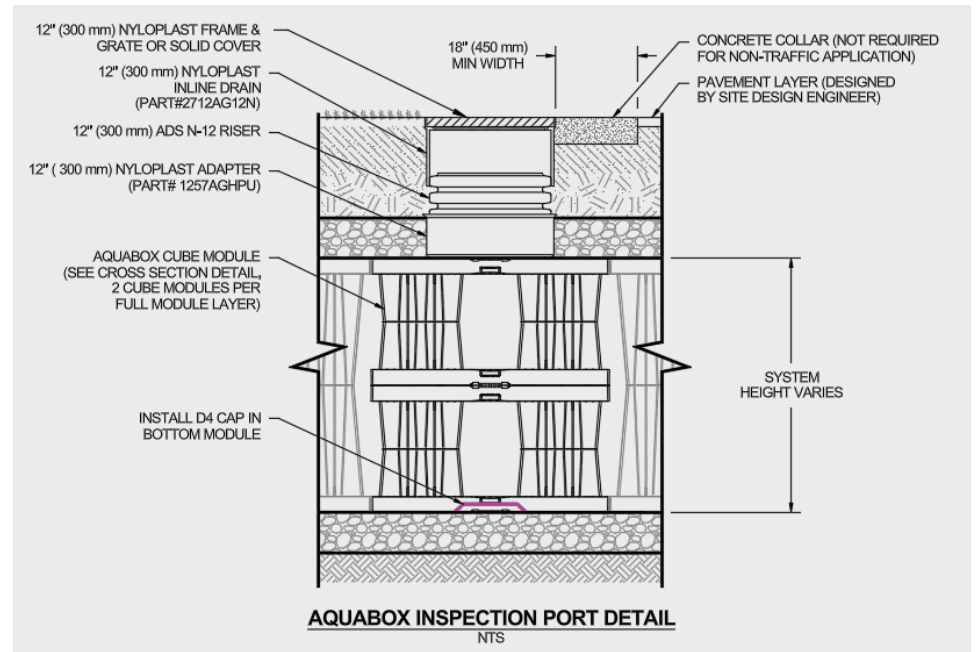 12" (300 mm) NYLOPLAST FRAME &
GRATE OR SOLID COVER
12" (300 mm) NYLOPLAST
INLINE DRAIN
(PART#2712AG12N)
12" (300 mm) ADS N-12 RISER
12" ( 300 mm) NYLOPLAST ADAPTER
(PART# 1257AGHPU)
AQUABOX CUBE MODULE
(SEE CROSS SECTION DETAIL,
2 CUBE MODULES PER
FULL MODULE LAYER)
INSTALL D4 CAP IN
BOTTOM MODULE
18" (450 mm)
MIN WIDTH
CONCRETE COLLAR (NOT REQUIRED
FOR NON-TRAFFIC APPLICATION)
PAVEMENT LAYER (DESIGNED
BY SITE DESIGN ENGINEER)
SYSTEM
HEIGHT VARIES
AQUABOX INSPECTION PORT DETAIL
NTS